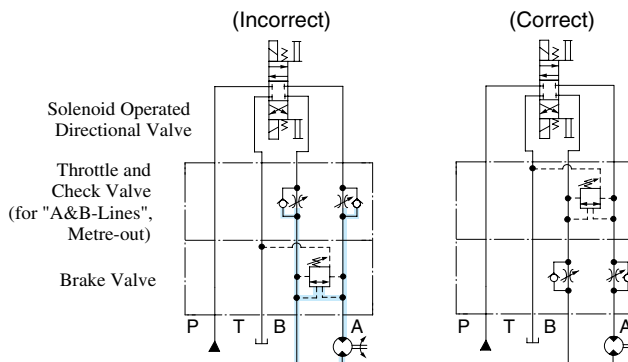 (Incorrect)
(Correct)
Solenoid Operated
Directional Valve
Throttle and
Check Valve
(for "A&B-Lines",
Metre-out)
Brake Valve
P T B A
P T B A